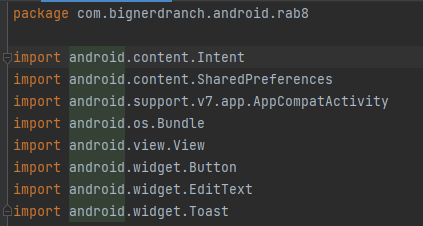 package com.bignerdranch.android.rab8
import android.content.Intent
import android.content.SharedPreferences
import android.support.v7.app.AppCompatActivity
import android.os.Bundle
import android.view.View
import android.widget.Button
import android.widget.EditText
import android.widget.Toast